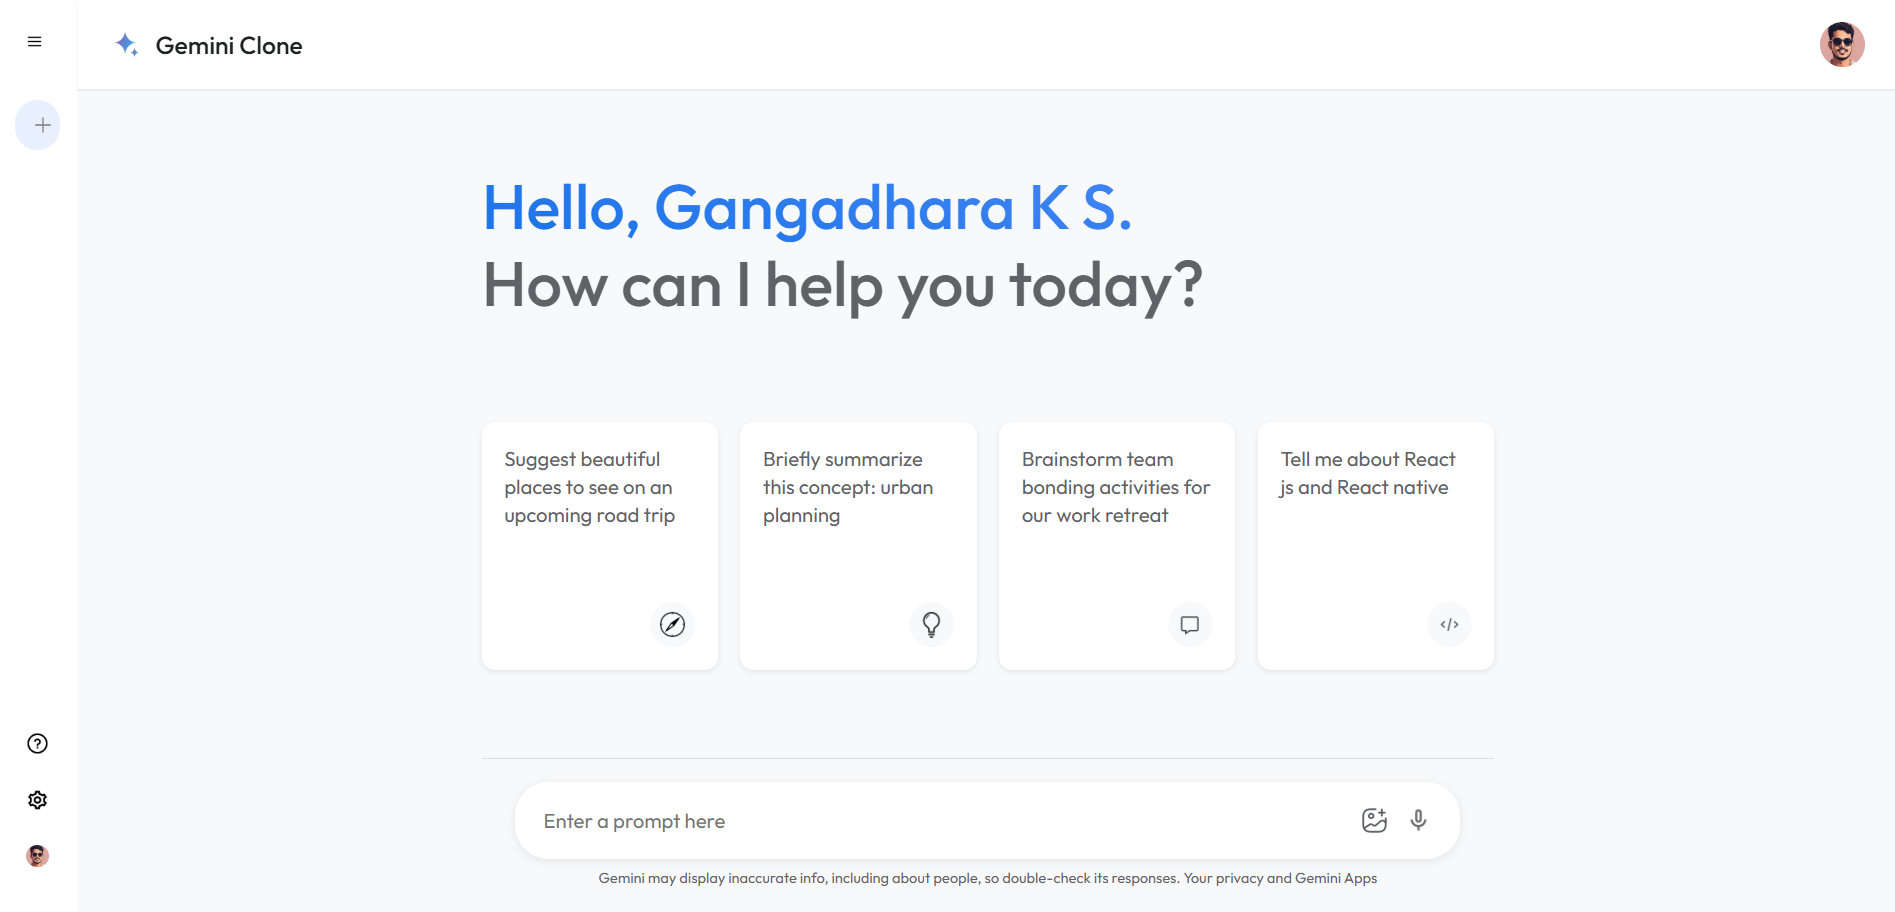 Gemini Clone
Hello, Gangadhara K S.
How can I help you today?
Suggest beautiful
places to see on an
upcoming road trip
Briefly summarize
this concept: urban
planning
Brainstorm team
bonding activities for
our work retreat
Tell me about React
js and React native
Enter a prompt here
Gemini may display inaccurate info, including about people, so double-check its responses. Your privacy and Gemini Apps